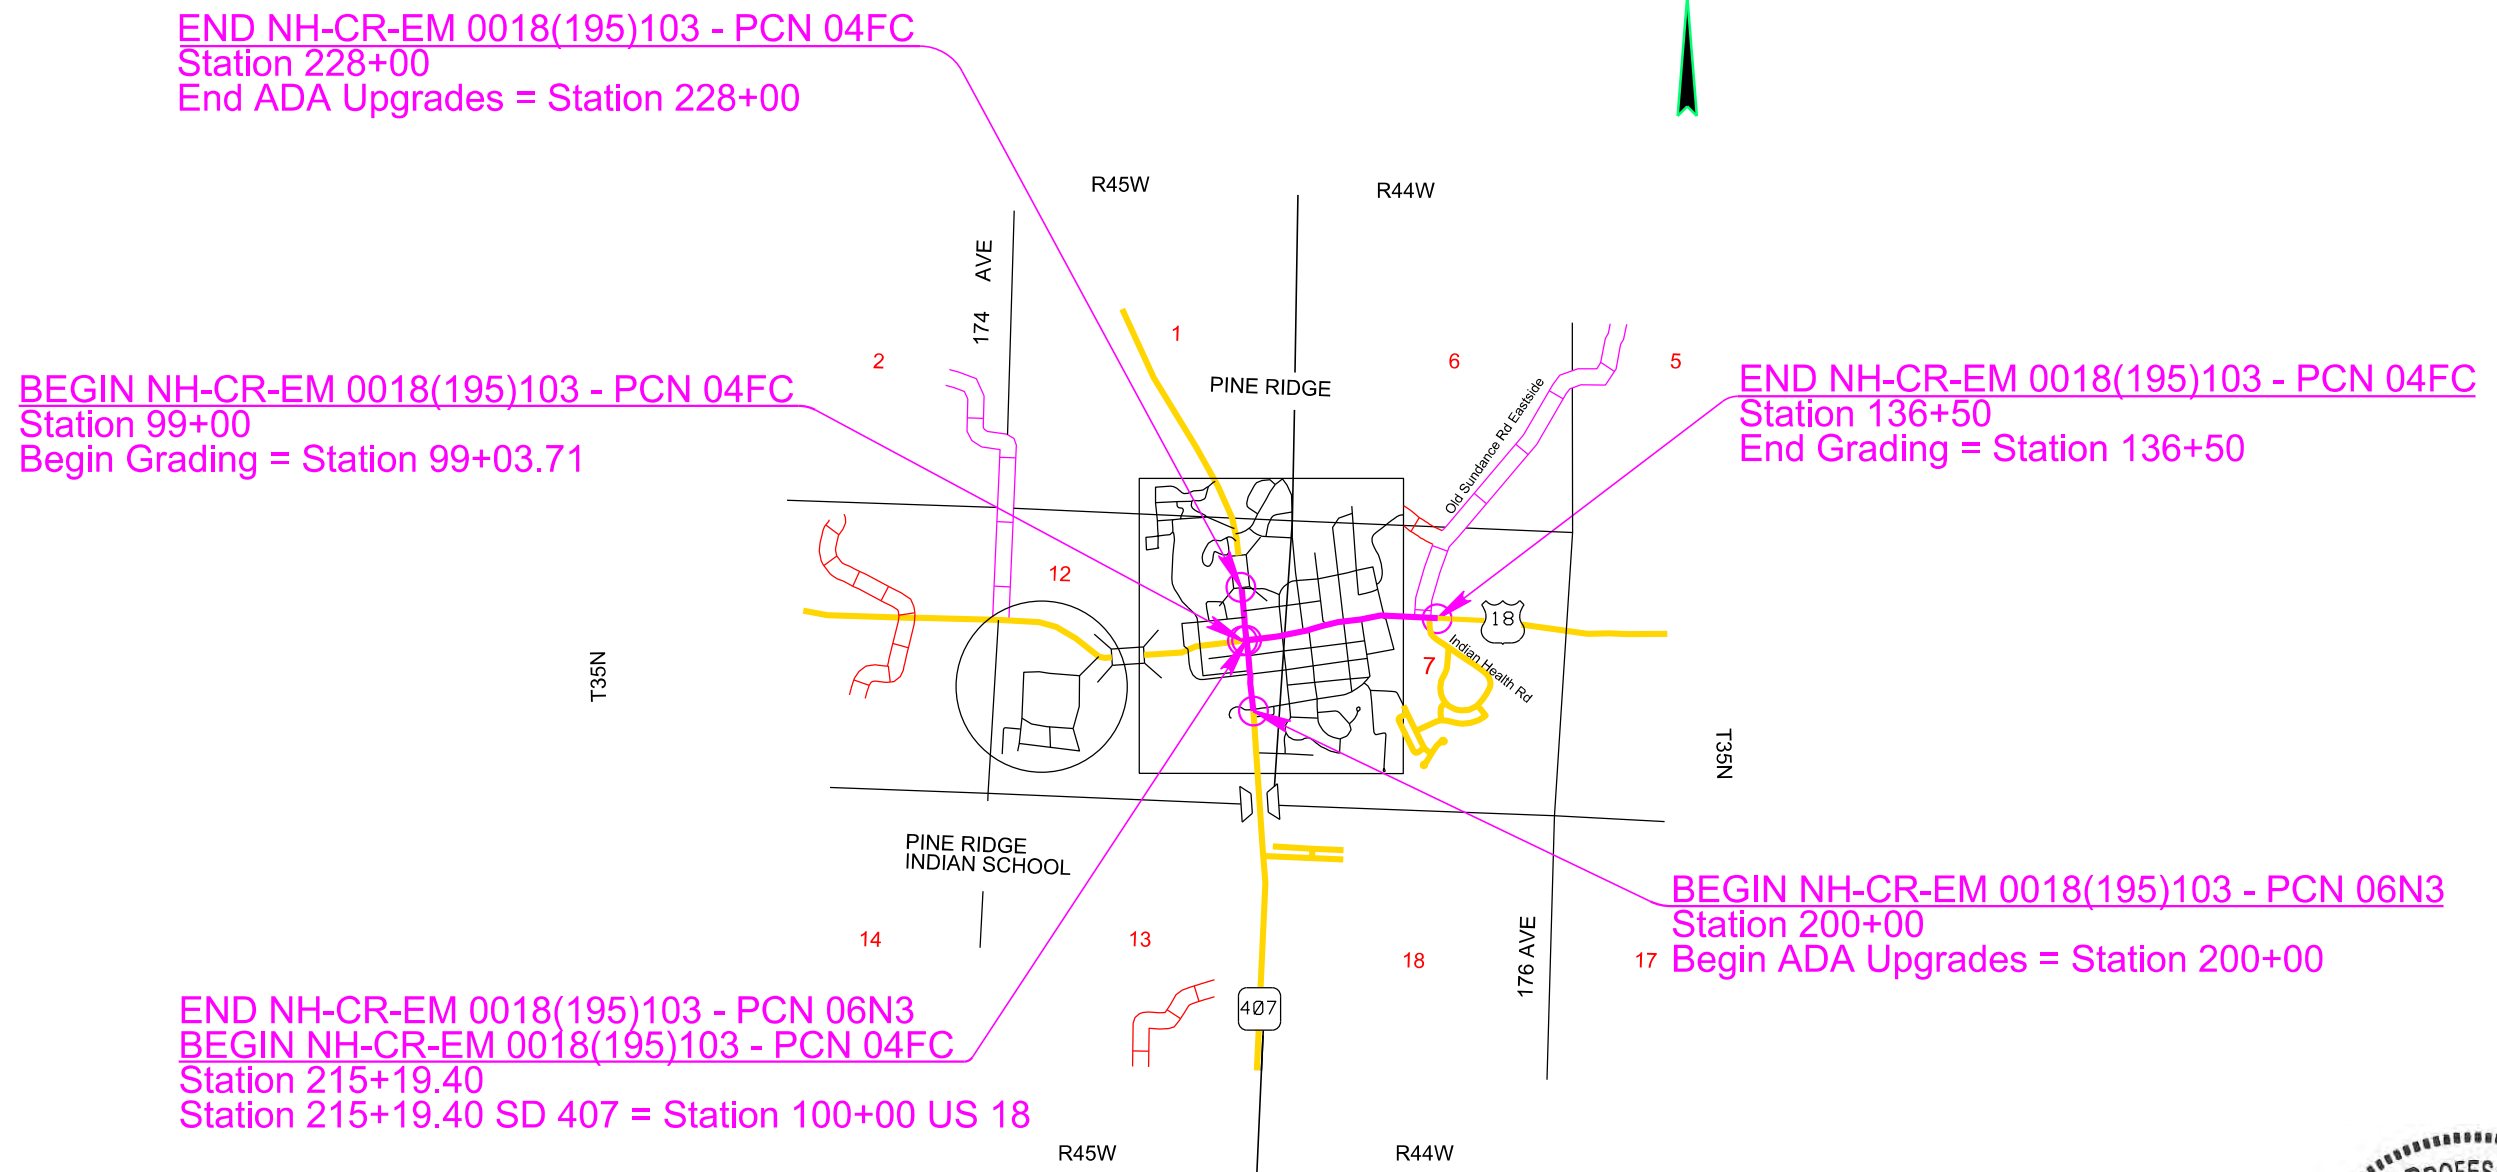 END NH-CR-EM 0018(195)103 - PCN 04FC
Station 228+00
End ADA Upgrades = Station 228+00
R45W
R44W
174 AVE
1
2
6
5
PINE RIDGE
Old Sundance Rd Eastside
BEGIN NH-CR-EM 0018(195)103 - PCN 04FC
Station 99+00
Begin Grading = Station 99+03.71
END NH-CR-EM 0018(195)103 - PCN 04FC
Station 136+50
End Grading = Station 136+50
12
18
7
Indian Health Rd
T35N
T35N
PINE RIDGE
INDIAN SCHOOL
14
13
18
176 AVE
17
BEGIN NH-CR-EM 0018(195)103 - PCN 06N3
Station 200+00
Begin ADA Upgrades = Station 200+00
407
END NH-CR-EM 0018(195)103 - PCN 06N3
BEGIN NH-CR-EM 0018(195)103 - PCN 04FC
Station 215+19.40
Station 215+19.40 SD 407 = Station 100+00 US 18
R45W
R44W